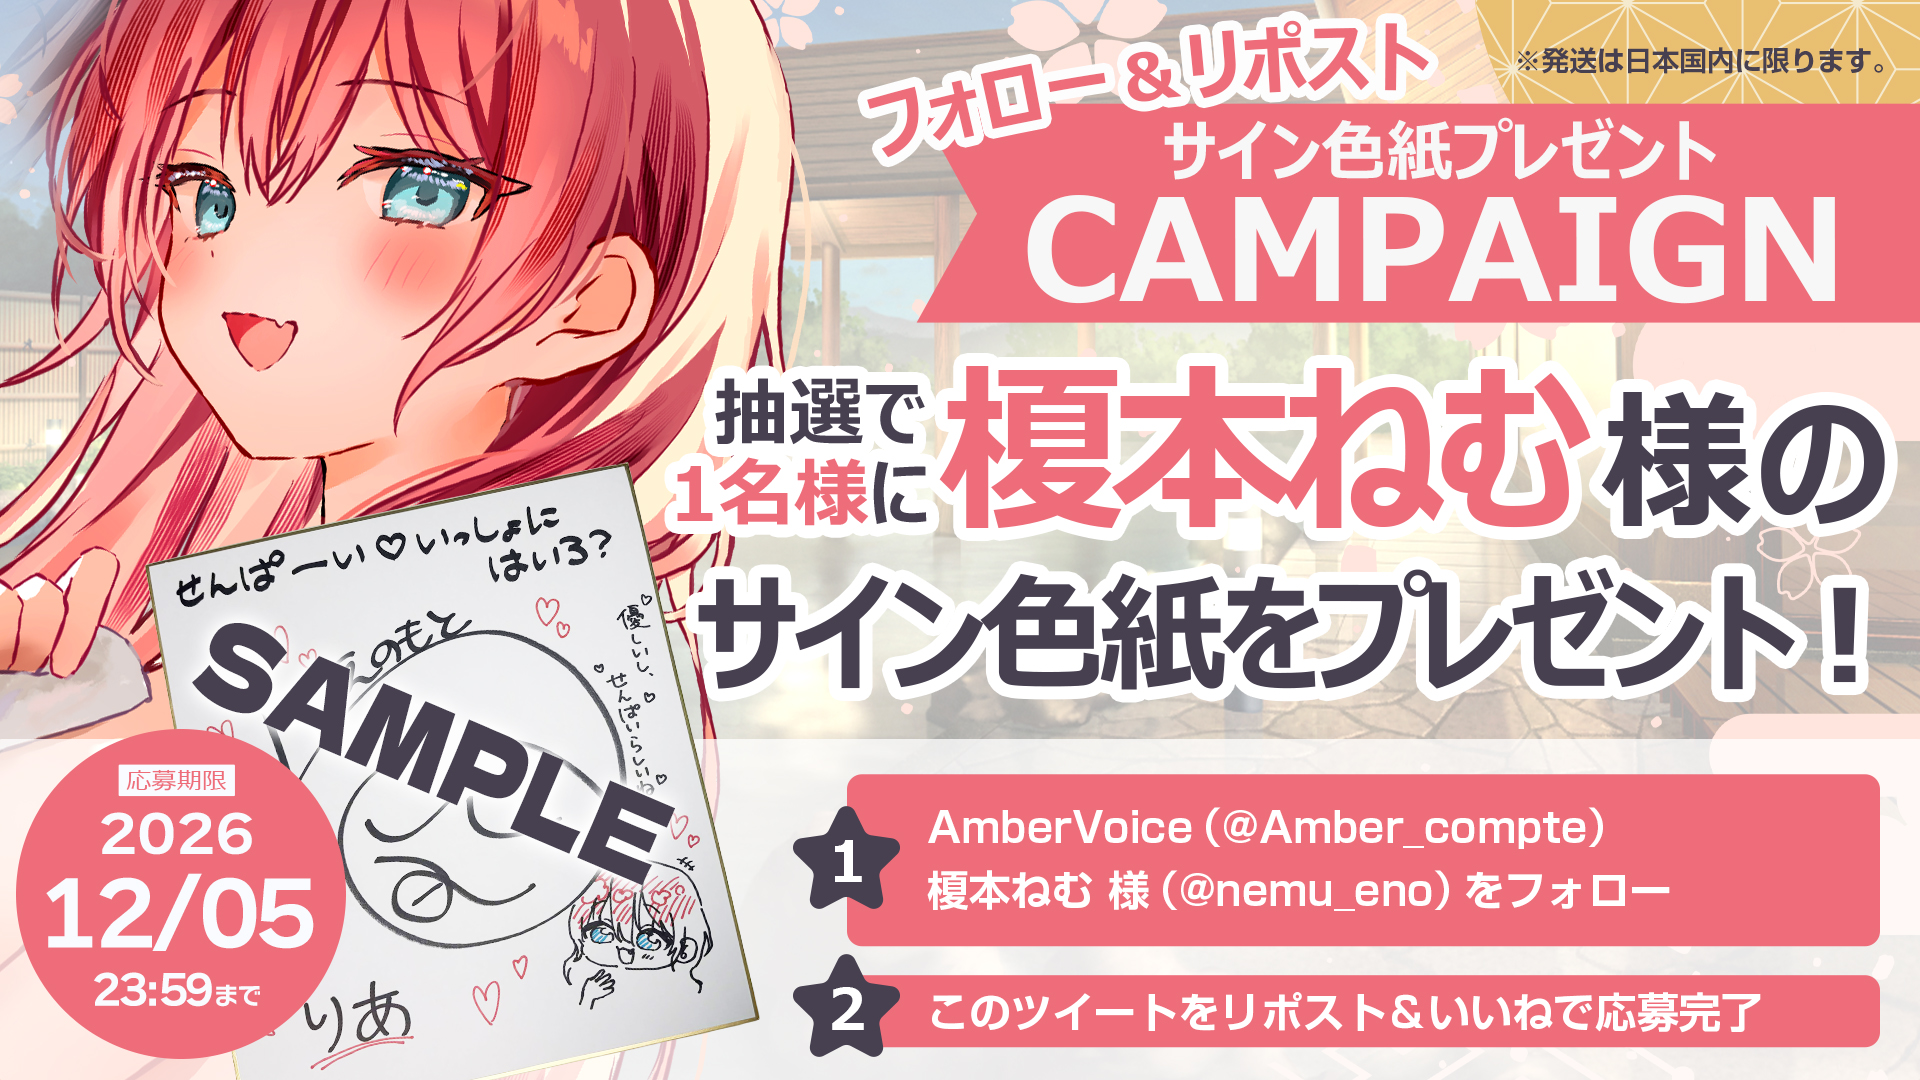 ※発送は日本国内に限ります。
フォロー&リポスト
サイン色紙プレゼント
CAMPAIGN
抽選で
1名様に
榎本ねむ様の
サイン色紙をプレゼント!
せんぱーい♡いっしょに
はいろ?
のもと
優しいし、
せんぱいらしいね
SAMPLE
りあ
応募期限
2026
12/05
23:59まで
1
AmberVoice(@Amber_compte)
榎本ねむ 様(@nemu_eno)をフォロー
2
このツイートをリポスト&いいねで応募完了